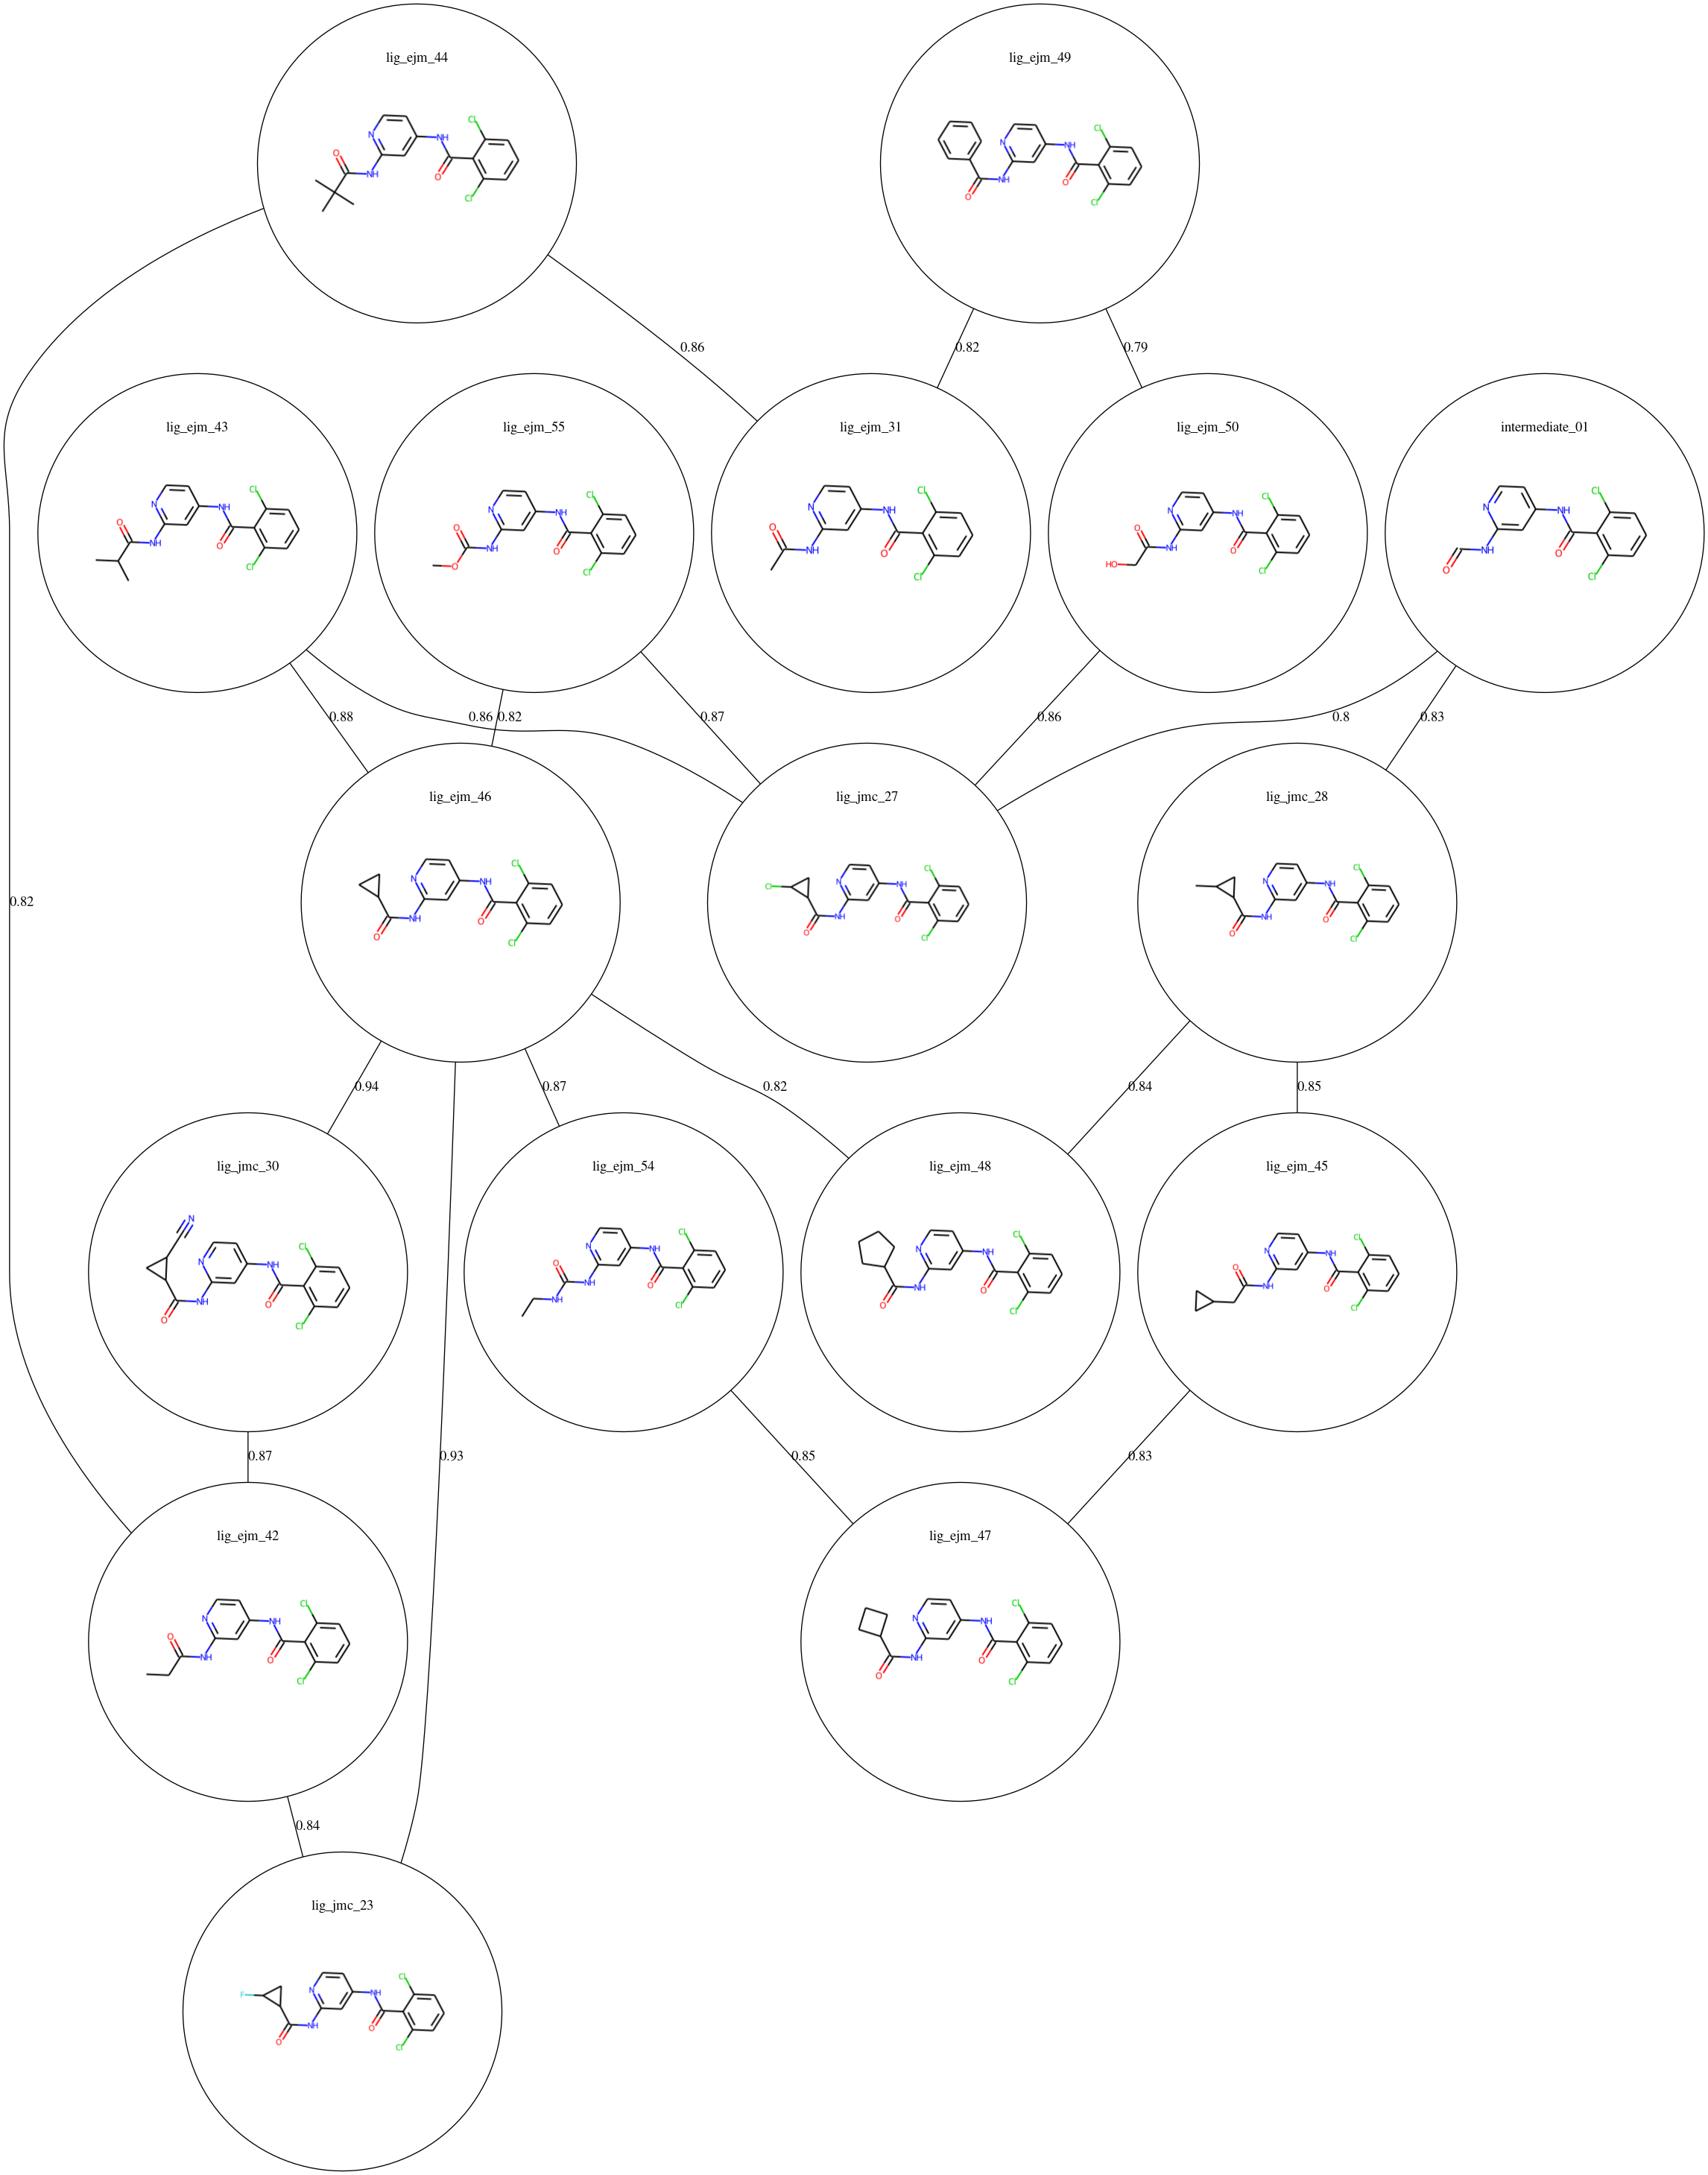 lig_ejm_44
lig_ejm_49
Cl
N
NH
O
NH
O
Cl
Cl
N
NH
O
NH
O
Cl
0.86
0.82
0.79
lig_ejm_43
lig_ejm_55
lig_ejm_31
lig_ejm_50
intermediate_01
Cl
N
NH
O
NH
O
Cl
Cl
N
NH
O
NH
O
O
Cl
Cl
N
NH
O
NH
O
Cl
Cl
N
NH
O
NH
O
HO
Cl
Cl
N
NH
NH
O
O
Cl
0.88
0.86
0.82
0.87
0.86
0.8
0.83
lig_ejm_46
lig_jmc_27
lig_jmc_28
Cl
N
NH
NH
O
O
Cl
Cl
Cl
N
NH
NH
O
O
Cl
Cl
N
NH
NH
O
O
Cl
0.82
0.94
0.87
0.82
0.84
0.85
lig_jmc_30
lig_ejm_54
lig_ejm_48
lig_ejm_45
N
Cl
N
NH
NH
O
O
Cl
Cl
N
NH
O
NH
O
NH
Cl
Cl
N
NH
NH
O
O
Cl
Cl
N
NH
O
NH
O
Cl
0.87
0.93
0.85
0.83
lig_ejm_42
lig_ejm_47
Cl
N
NH
O
NH
O
Cl
Cl
N
NH
NH
O
O
Cl
0.84
lig_jmc_23
Cl
F
N
NH
NH
O
O
Cl